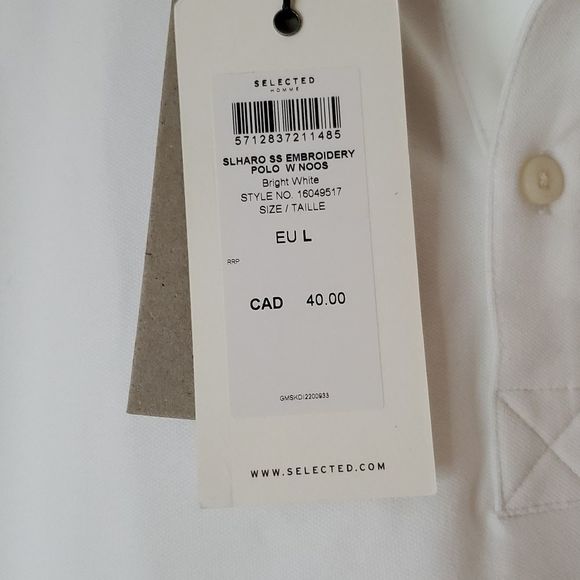 SELECTED
HOMME
5712837211485
SLHARO SS EMBROIDERY
POLO W NOOS
Bright White
STYLE NO. 16049517
SIZE / TAILLE
EU L
RRP
CAD 40.00
GMSKDI2200933
WWW.SELECTED.COM